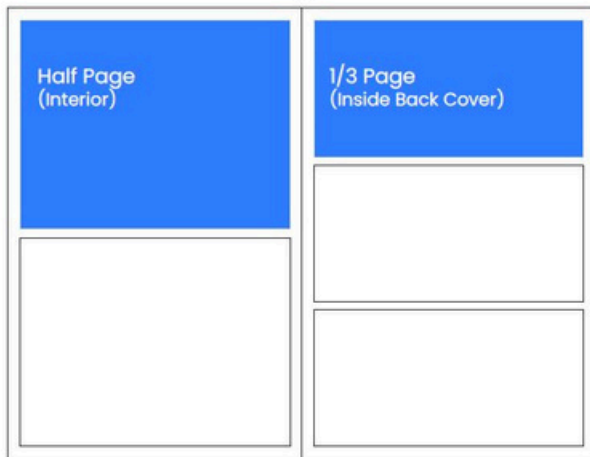 Half Page
(Interior)
1/3 Page
(Inside Back Cover)